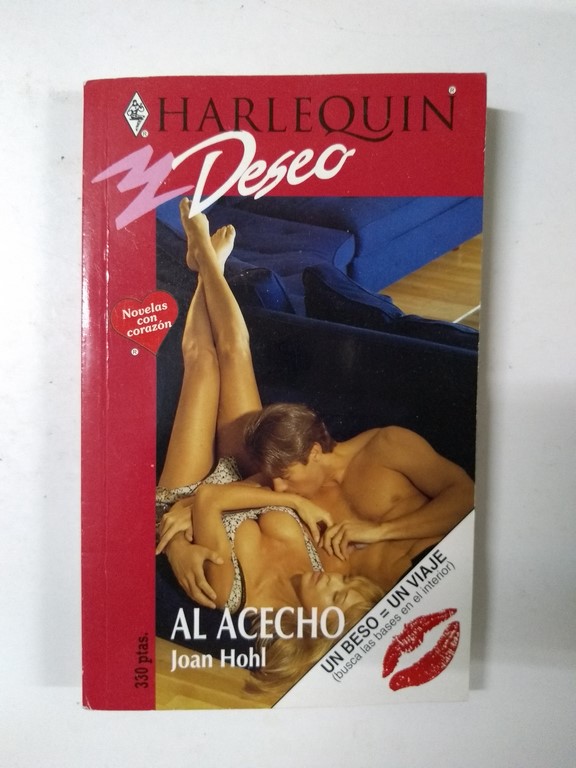 HARLEQUIN
Deseo
Novelas
con
corazón
AL ACECHO
Joan Hohl
330 ptas.
UN BESO = UN VIAJE
(busca las bases en el interior)